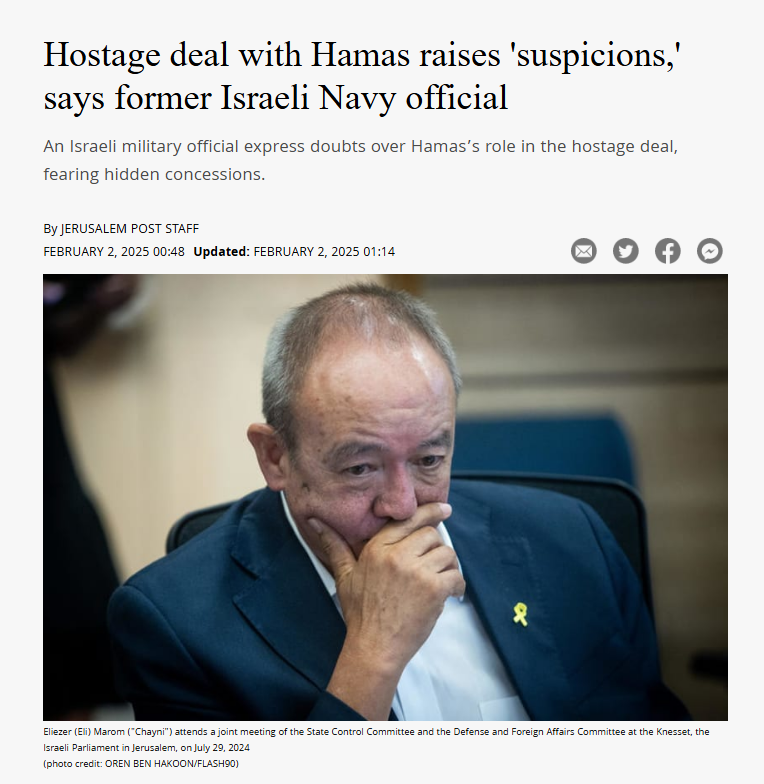 Hostage deal with Hamas raises 'suspicions,'
says former Israeli Navy official
An Israeli military official express doubts over Hamas's role in the hostage deal,
fearing hidden concessions.
By JERUSALEM POST STAFF
FEBRUARY 2, 2025 00:48 Updated: FEBRUARY 2, 2025 01:14
Eliezer (Eli) Marom ("Chayni") attends a joint meeting of the State Control Committee and the Defense and Foreign Affairs Committee at the Knesset, the
Israeli Parliament in Jerusalem, on July 29, 2024
(photo credit: OREN BEN HAKOON/FLASH90)